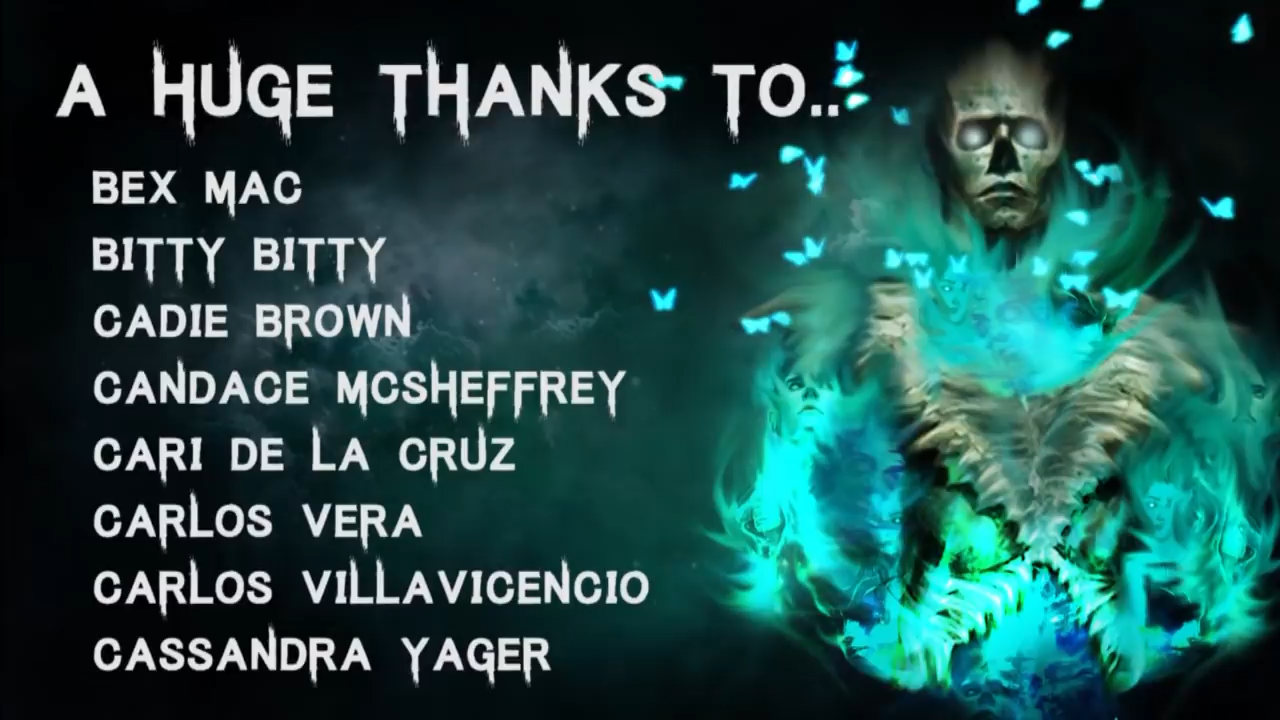 A HUGE THANKS TO..
BEX MAC
BITTY BITTY
CADIE BROWN
CANDACE MCSHEFFREY
CARI DE LA CRUZ
CARLOS VERA
CARLOS VILLAVICENCIO
CASSANDRA YAGER